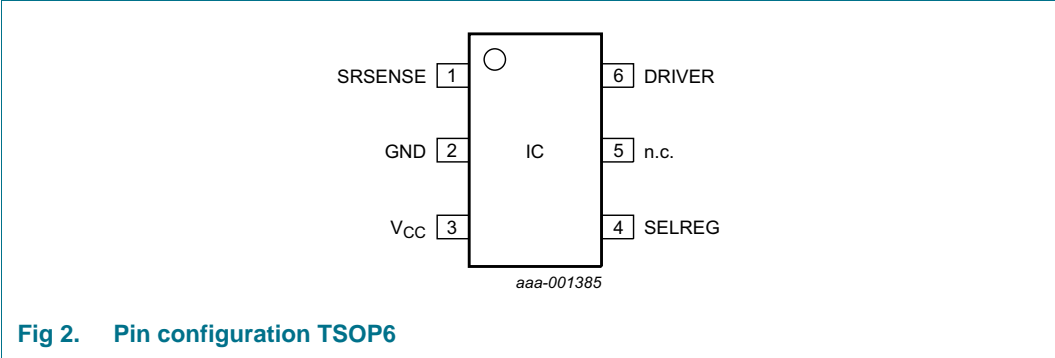 SRSENSE 1 6 DRIVER
GND 2 IC 5 n.c.
VCC 3 4 SELREG
aaa-001385
Fig 2. Pin configuration TSOP6